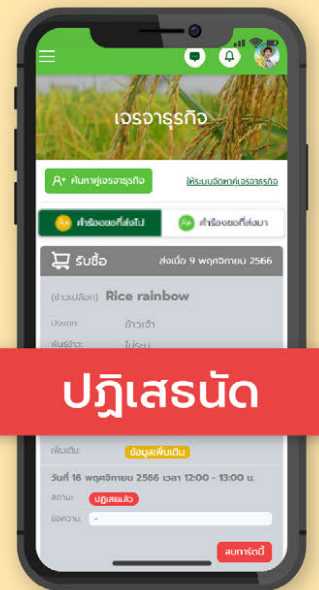 เจรจาธุรกิจ
ค้นหาคู่เจรจาธุรกิจ
ให้ระบบจัดหาคู่เจรจาธุรกิจ
คำร้องขอที่ส่งไป
คำร้องขอที่ส่งมา
รับซื้อ
ส่งเมื่อ 9 พฤศจิกายน 2566
(ข้าวเปลือก) Rice rainbow
ประเภท: ข้าวเจ้า
พันธุ์ข้าว: ไม่ระบุ
ปฏิเสธนัด
เพิ่มเติม: ข้อมูลเพิ่มเติม
วันที่ 16 พฤศจิกายน 2566 เวลา 12:00 - 13:00 น.
สถานะ: ปฏิเสธแล้ว
ข้อความ: -
ลบการ์ดนี้